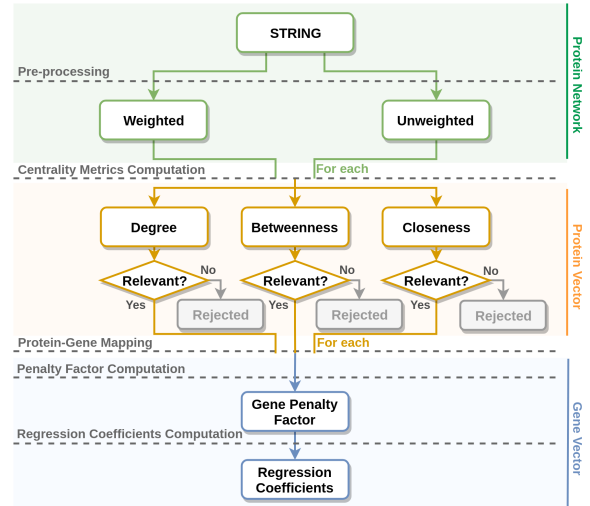 STRING
Pre-processing
Weighted
Unweighted
Protein Network
Centrality Metrics Computation
For each
Degree
Betweenness
Closeness
Relevant?
No
Relevant?
No
Relevant?
No
Yes
Rejected
Yes
Rejected
Yes
Rejected
Protein Vector
Protein-Gene Mapping
For each
Penalty Factor Computation
Gene Penalty
Factor
Regression Coefficients Computation
Regression
Coefficients
Gene Vector